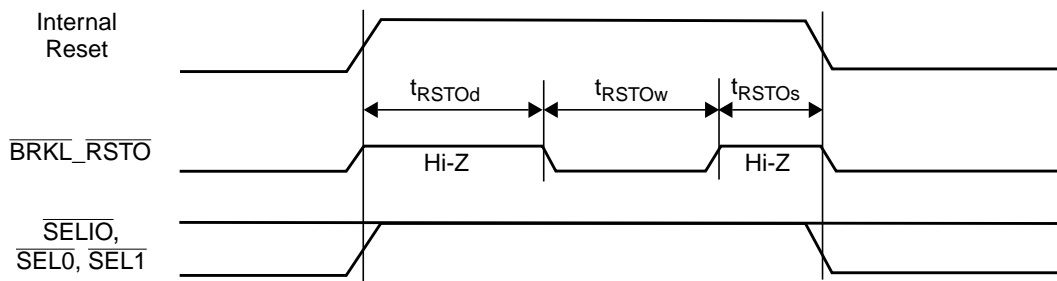 Internal
Reset
tRSTOd
tRSTOw
tRSTOs
BRKL_RSTO
Hi-Z
Hi-Z
SELIO,
SEL0, SEL1